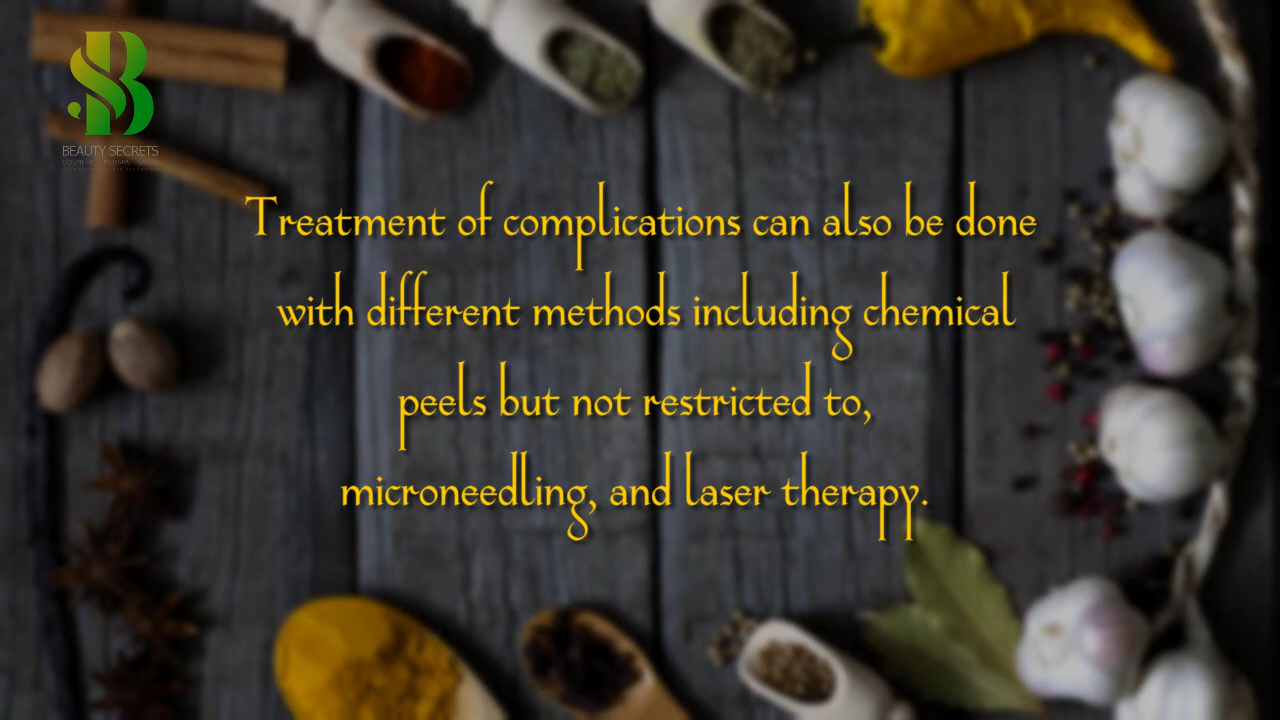 BEAUTY SECRETS
Treatment of complications can also be done
with different methods including chemical
peels but not restricted to,
microneedling, and laser therapy.